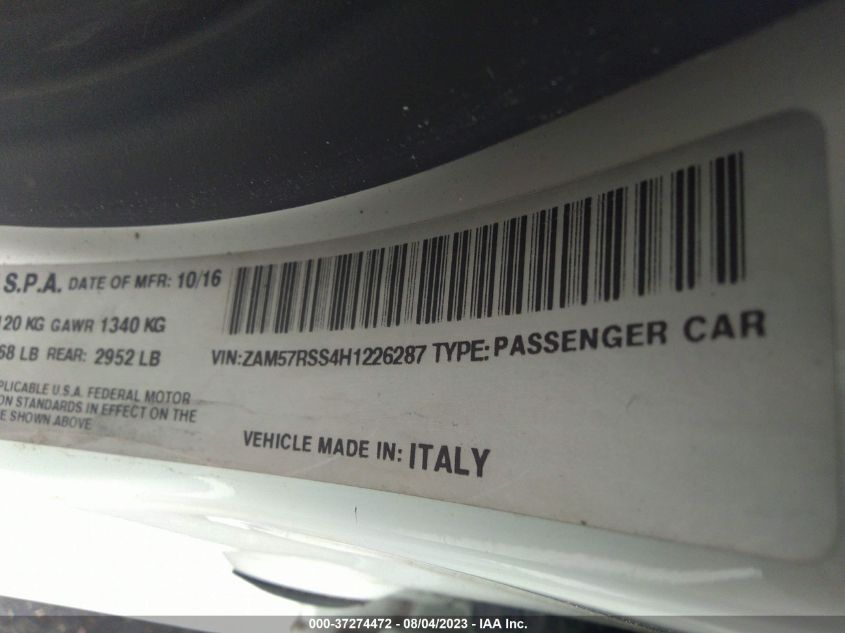 S.P.A. DATE OF MFR: 10/16
120 KG GAWR 1340 KG
68 LB REAR: 2952 LB
VIN:ZAM57RSS4H1226287 TYPE:PASSENGER CAR
PLICABLE U.S.A. FEDERAL MOTOR
ON STANDARDS IN EFFECT ON THE
E SHOWN ABOVE
VEHICLE MADE IN: ITALY
000-37274472 - 08/04/2023 - IAA Inc.